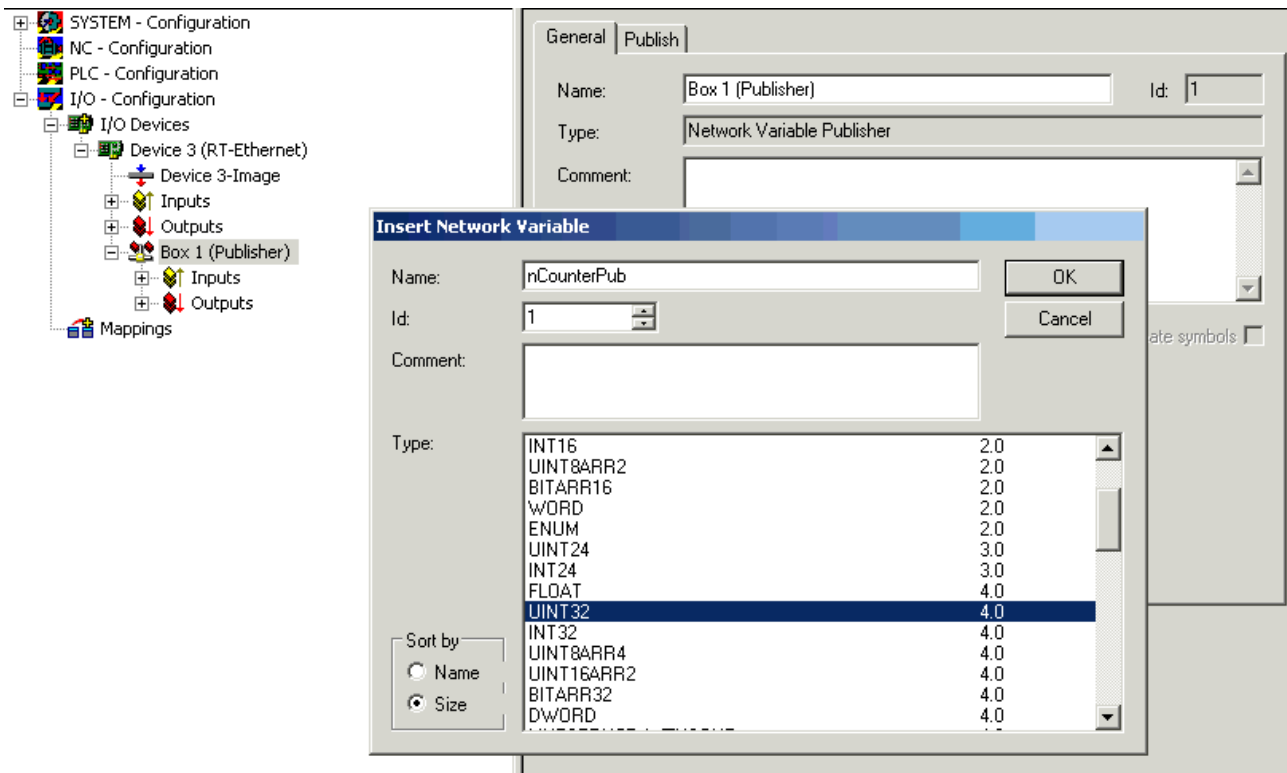 SYSTEM - Configuration
NC - Configuration
PLC - Configuration
I/O - Configuration
I/O Devices
Device 3 (RT-Ethernet)
Device 3-Image
Inputs
Outputs
Box 1 (Publisher)
Inputs
Outputs
Mappings
General Publish
Name: Box 1 (Publisher) Id: 1
Type: Network Variable Publisher
Comment:
ate symbols
Insert Network Variable
Name: nCounterPub OK
Id: 1 Cancel
Comment:
Type:
INT16 2.0
UINT8ARR2 2.0
BITARR16 2.0
WORD 2.0
ENUM 2.0
UINT24 3.0
INT24 3.0
FLOAT 4.0
UINT32 4.0
INT32 4.0
UINT8ARR4 4.0
UINT16ARR2 4.0
BITARR32 4.0
DWORD 4.0
Sort by
Name
Size